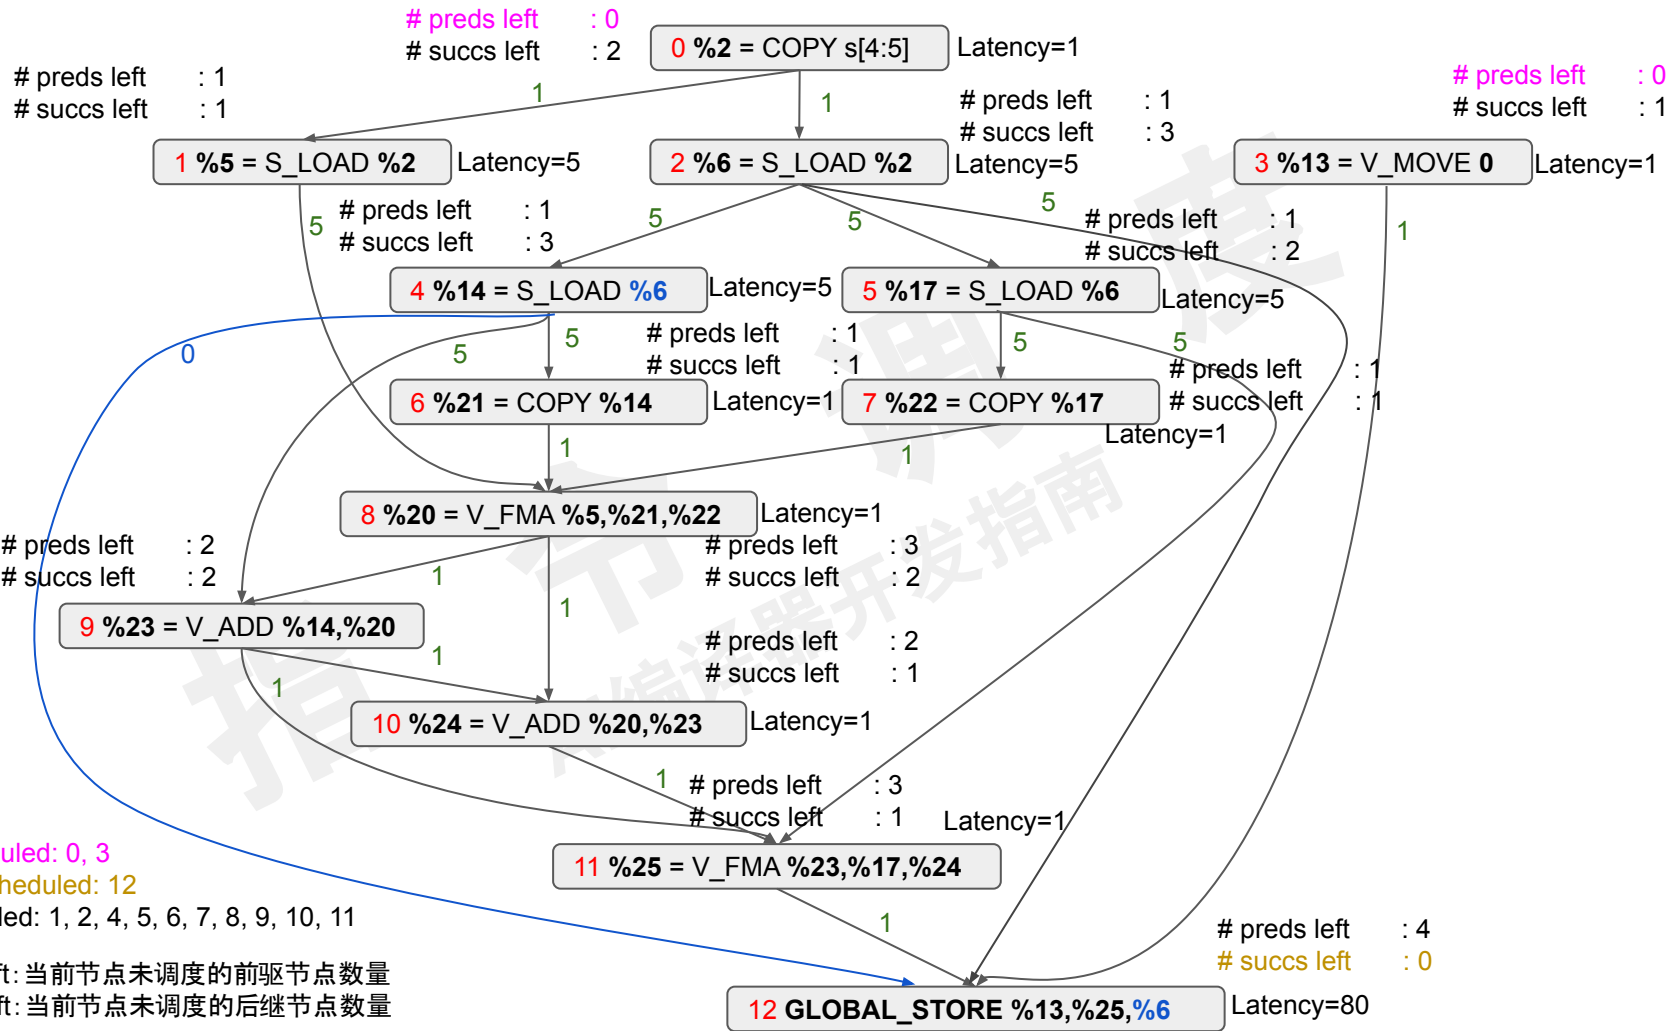 # preds left : 0
# succs left : 2
0 %2 = COPY s[4:5]
Latency=1
# preds left : 1
# succs left : 1
1
1
# preds left : 1
# succs left : 3
# preds left : 0
# succs left : 1
1 %5 = S_LOAD %2
Latency=5
2 %6 = S_LOAD %2
Latency=5
3 %13 = V_MOVE 0
Latency=1
5
# preds left : 1
# succs left : 3
5
5
5
# preds left : 1
# succs left : 2
1
4 %14 = S_LOAD %6
Latency=5
5 %17 = S_LOAD %6
Latency=5
0
5
5
# preds left : 1
# succs left : 1
5
5
# preds left : 1
# succs left : 1
6 %21 = COPY %14
Latency=1
7 %22 = COPY %17
Latency=1
1
1
8 %20 = V_FMA %5,%21,%22
Latency=1
# preds left : 2
# succs left : 2
1
1
# preds left : 3
# succs left : 2
9 %23 = V_ADD %14,%20
1
1
# preds left : 2
# succs left : 1
10 %24 = V_ADD %20,%23
Latency=1
1
# preds left : 3
# succs left : 1
Latency=1
11 %25 = V_FMA %23,%17,%24
1
uled: 0, 3
heduled: 12
led: 1, 2, 4, 5, 6, 7, 8, 9, 10, 11
ft: 当前节点未调度的前驱节点数量
ft: 当前节点未调度的后继节点数量
# preds left : 4
# succs left : 0
12 GLOBAL_STORE %13,%25,%6
Latency=80
指令调度
编译器开发指南